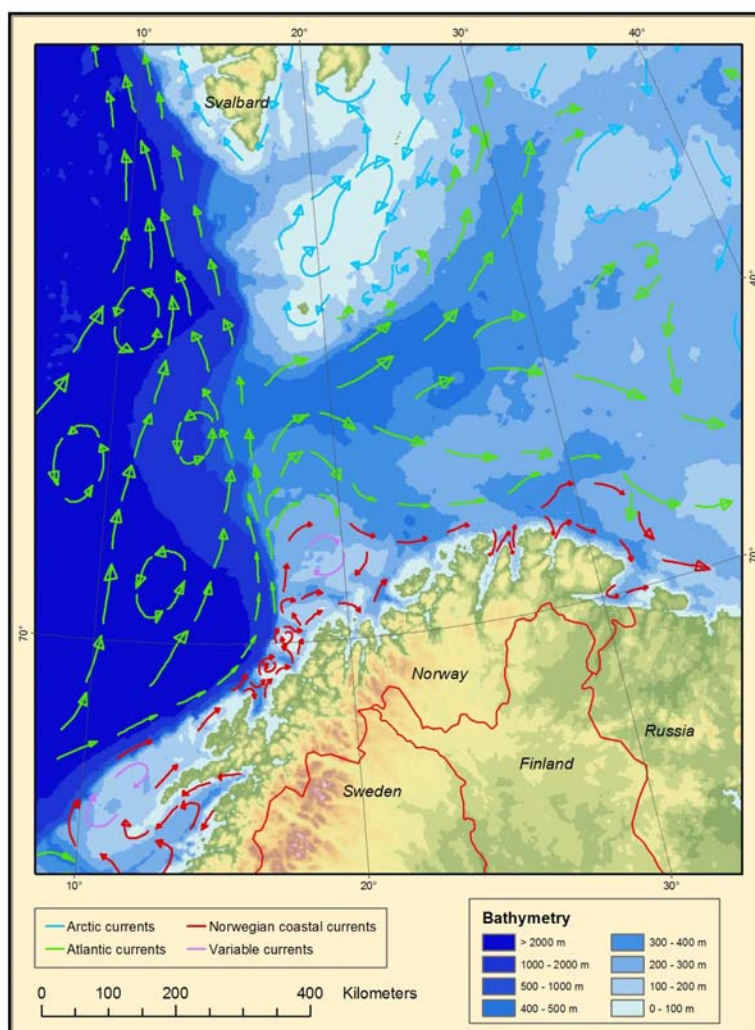 10°
20°
30°
40°
Svalbard
40°
70°
70°
Norway
Russia
Finland
Sweden
10°
20°
30°
Arctic currents
Norwegian coastal currents
Atlantic currents
Variable currents
0
100
200
400
Kilometers
Bathymetry
> 2000 m
300 - 400 m
1000 - 2000 m
200 - 300 m
500 - 1000 m
100 - 200 m
400 - 500 m
0 - 100 m